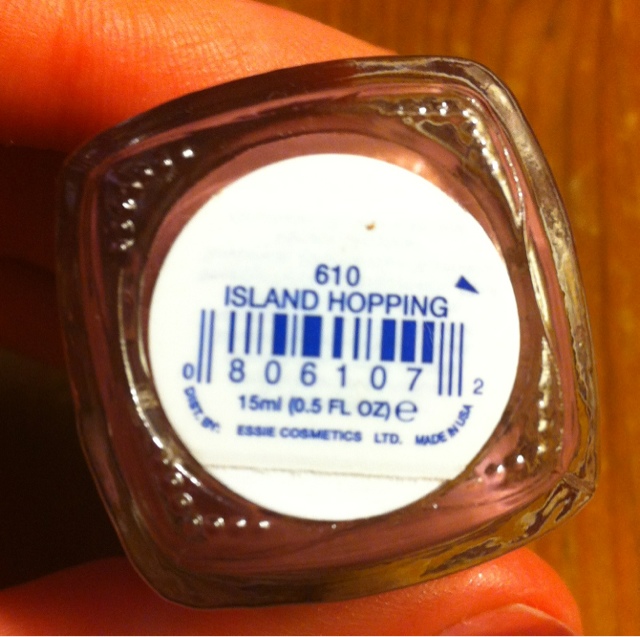 610
ISLAND HOPPING
0 806107 2
15ml (0.5 FL OZ) e
DIST. BY: ESSIE COSMETICS LTD. MADE IN USA